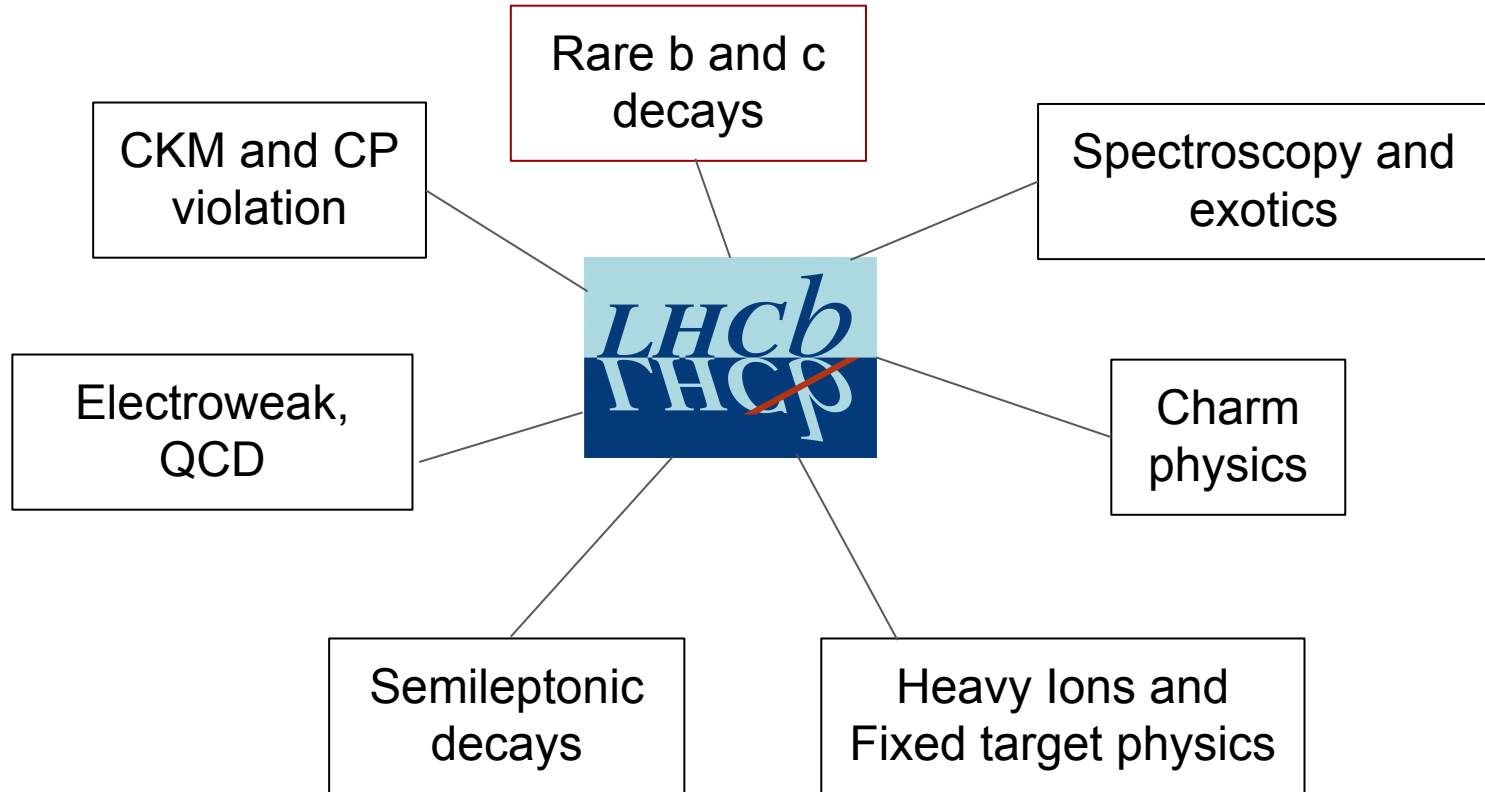 Rare b and c
decays
CKM and CP
violation
Spectroscopy and
exotics
LHCb
LHCb
Electroweak,
QCD
Charm
physics
Semileptonic
decays
Heavy Ions and
Fixed target physics